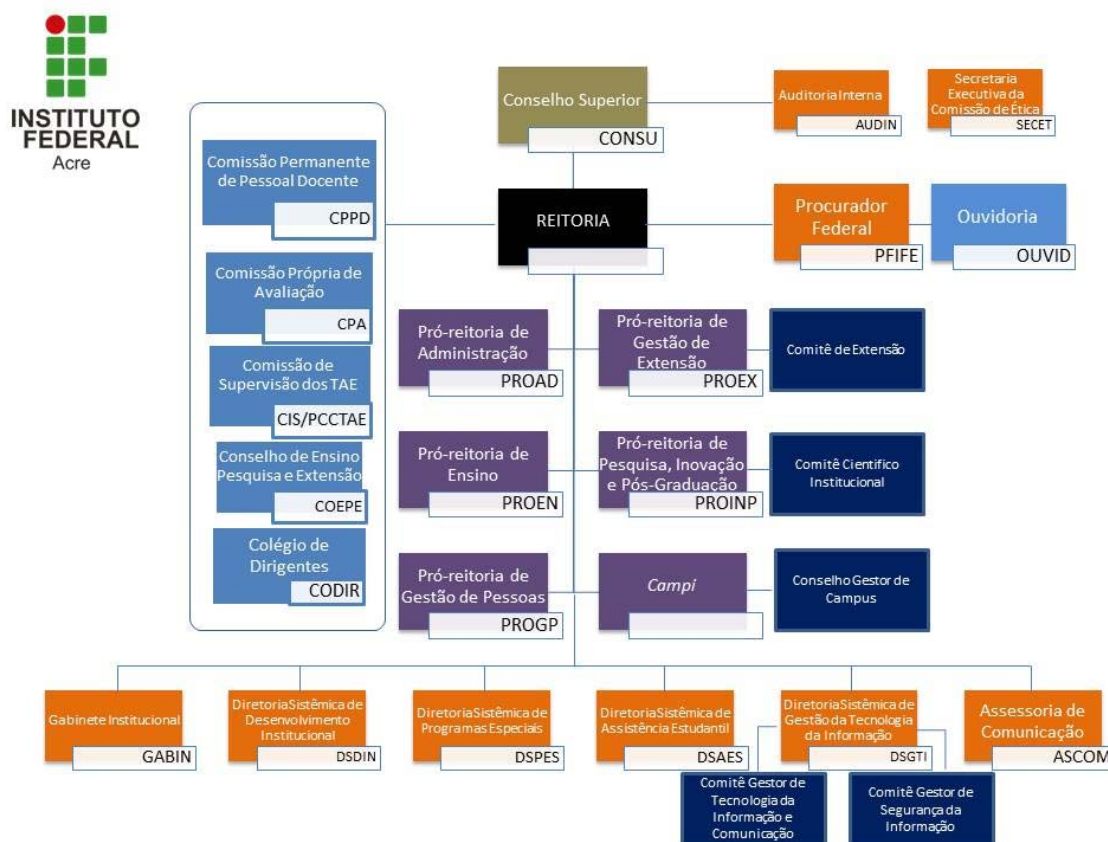 INSTITUTO
FEDERAL
Acre
Conselho Superior
CONSU
Auditoria Interna
AUDIN
Secretaria
Executiva da
Comissão de Ética
SECET
Comissão Permanente
de Pessoal Docente
CPPD
REITORIA
Procurador
Federal
PFIFE
Ouvidoria
OUVID
Comissão Própria de
Avaliação
CPA
Comissão de
Supervisão dos TAE
CIS/PCCTAE
Conselho de Ensino
Pesquisa e Extensão
COEPE
Colégio de
Dirigentes
CODIR
Pró-reitoria de
Administração
PROAD
Pró-reitoria de
Gestão de
Extensão
PROEX
Comitê de Extensão
Pró-reitoria de
Ensino
PROEN
Pró-reitoria de
Pesquisa, Inovação
e Pós-Graduação
PROINP
Comitê Cientifico
Institucional
Pró-reitoria de
Gestão de Pessoas
PROGP
Campi
Conselho Gestor de
Campus
Gabinete Institucional
GABIN
Diretoria Sistêmica de
Desenvolvimento
Institucional
DSDIN
Diretoria Sistêmica de
Programas Especiais
DSPES
Diretoria Sistêmica de
Assistência Estudantil
DSAES
Diretoria Sistêmica de
Gestão da Tecnologia
da Informação
DSGTI
Assessoria de
Comunicação
ASCOM
Comitê Gestor de
Tecnologia da
Informação e
Comunicação
Comitê Gestor de
Segurança da
Informação